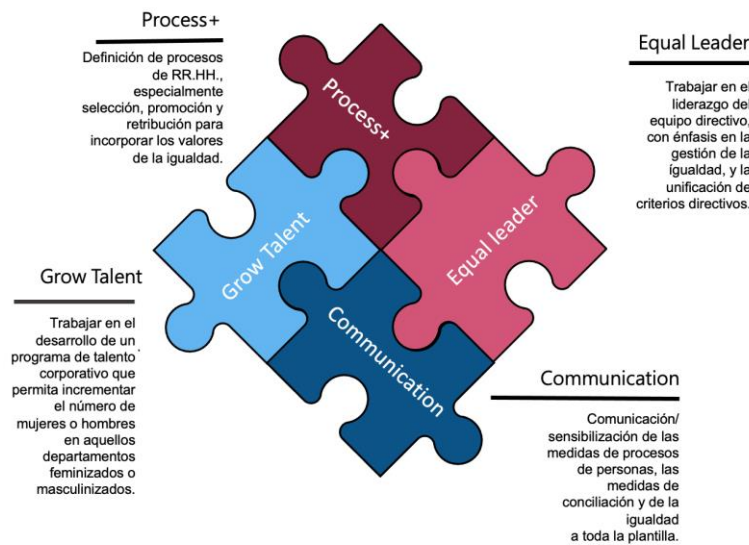 Process+
Definición de procesos
de RR.HH.,
especialmente
selección, promoción y
retribución para
incorporar los valores
de la igualdad.
Equal Leader
Trabajar en el
liderazgo del
equipo directivo,
con énfasis en la
gestión de la
ígualdad, y la
unificación de
criterios directivos.
Process+
Grow Talent
Equal leader
Communication
Grow Talent
Trabajar en el
desarrollo de un
programa de talento
corporativo que
permita incrementar
el número de
mujeres o hombres
en aquellos
departamentos
feminizados o
masculinizados.
Communication
Comunicación/
sensibilización de las
medidas de procesos
de personas, las
medidas de
conciliación y de la
igualdad
a toda la plantilla.